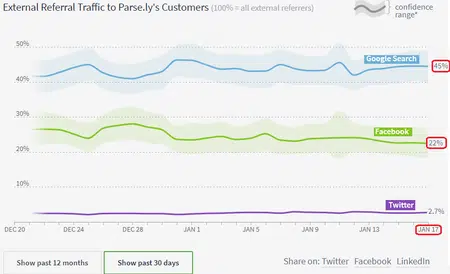 External Referral Traffic to Parse.ly's Customers (100% = all external referrers)
confidence
range*
50%
Google Search
45%
40%
30%
Facebook
22%
20%
10%
Twitter
2.7%
DEC 20 DEC 24 DEC 28 JAN 1 JAN 5 JAN 9 JAN 13 JAN 17
Show past 12 months Show past 30 days Share on: Twitter Facebook LinkedIn